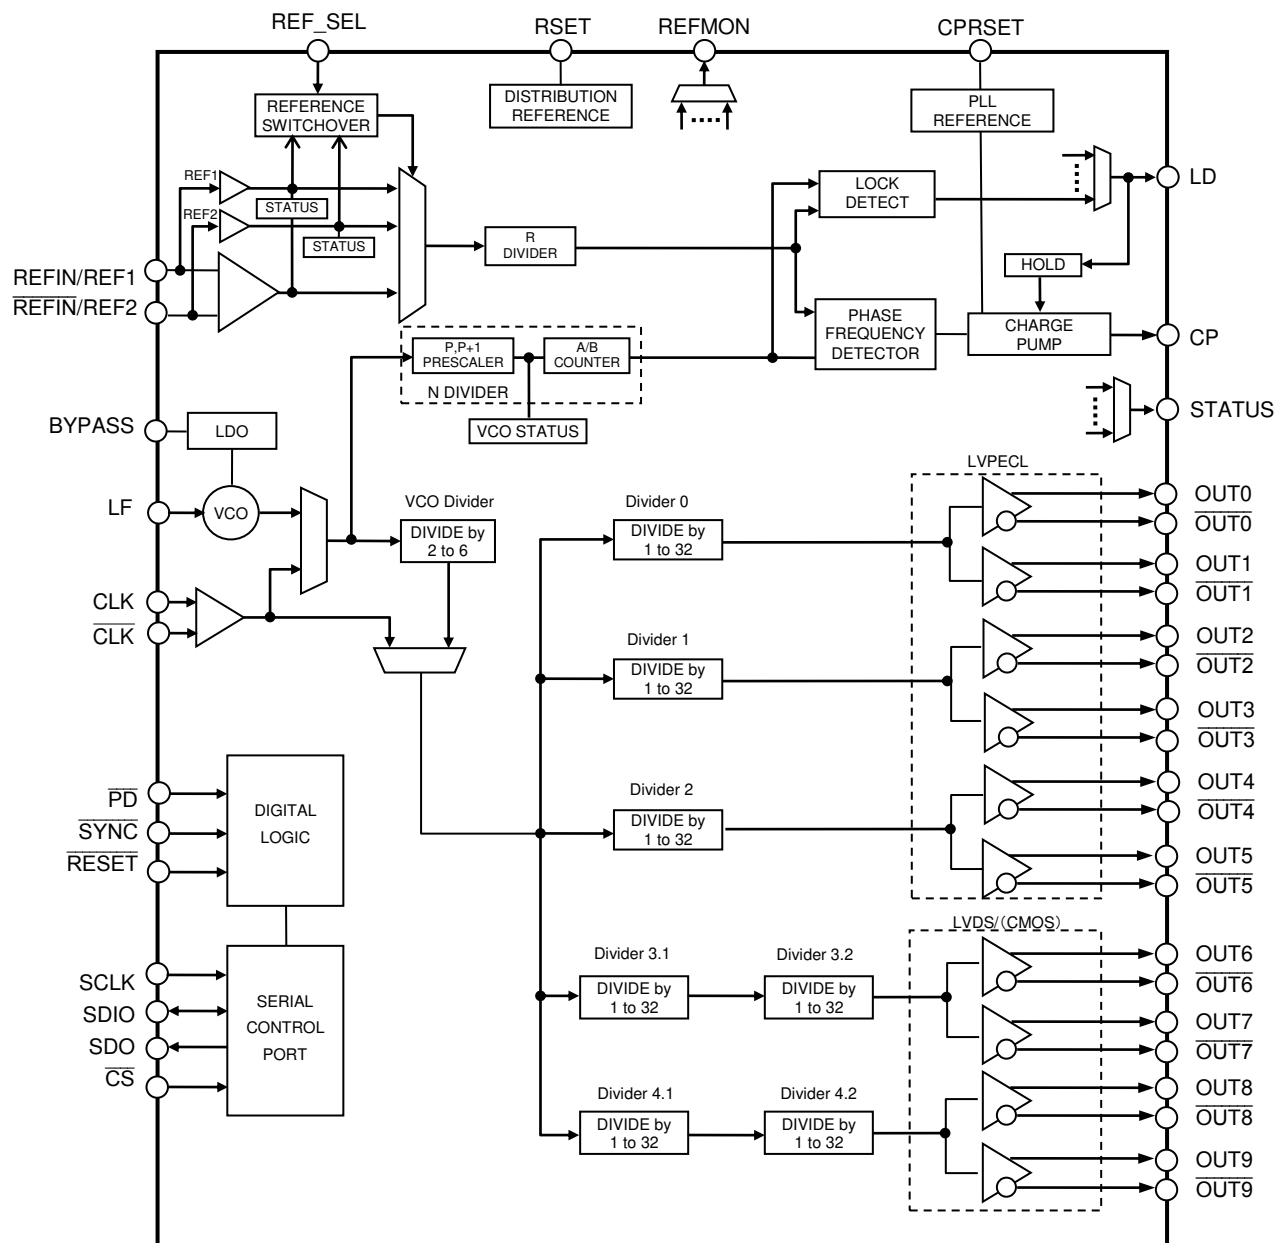 REF_SEL
RSET
REFMON
CPRSET
REFERENCE
SWITCHOVER
DISTRIBUTION
REFERENCE
PLL
REFERENCE
REF1
STATUS
REF2
STATUS
LOCK
DETECT
LD
R
DIVIDER
HOLD
REFIN/REF1
REFIN/REF2
P,P+1
PRESCALER
A/B
COUNTER
N DIVIDER
VCO STATUS
PHASE
FREQUENCY
DETECTOR
CHARGE
PUMP
CP
STATUS
BYPASS
LDO
LF
VCO
VCO Divider
DIVIDE by
2 to 6
CLK
CLK
LVPECL
Divider 0
DIVIDE by
1 to 32
OUT0
OUT0
OUT1
OUT1
Divider 1
DIVIDE by
1 to 32
OUT2
OUT2
OUT3
OUT3
Divider 2
DIVIDE by
1 to 32
OUT4
OUT4
OUT5
OUT5
PD
SYNC
RESET
DIGITAL
LOGIC
SCLK
SDIO
SDO
CS
SERIAL
CONTROL
PORT
LVDS/(CMOS)
Divider 3.1
DIVIDE by
1 to 32
Divider 3.2
DIVIDE by
1 to 32
OUT6
OUT6
OUT7
OUT7
Divider 4.1
DIVIDE by
1 to 32
Divider 4.2
DIVIDE by
1 to 32
OUT8
OUT8
OUT9
OUT9